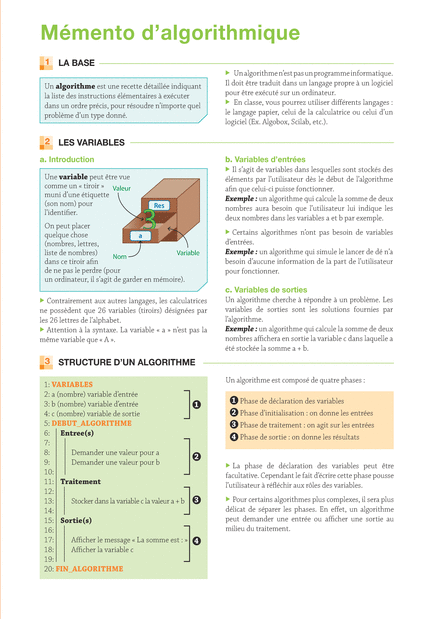 Mémento d'algorithmique
1 LA BASE
Un algorithme est une recette détaillée indiquant
la liste des instructions élémentaires à exécuter
dans un ordre précis, pour résoudre n'importe quel
problème d'un type donné.
▶ Un algorithme n'est pas un programme informatique.
Il doit être traduit dans un langage propre à un logiciel
pour être exécuté sur un ordinateur.
▶ En classe, vous pourrez utiliser différents langages :
le langage papier, celui de la calculatrice ou celui d'un
logiciel (Ex. Algobox, Scilab, etc.).
2 LES VARIABLES
a. Introduction
Une variable peut être vue
comme un « tiroir »
muni d'une étiquette
(son nom) pour
l'identifier.
On peut placer
quelque chose
(nombres, lettres,
liste de nombres)
dans ce tiroir afin
de ne pas le perdre (pour
un ordinateur, il s'agit de garder en mémoire).
Valeur
Res
3
a
Nom
Variable
▶ Contrairement aux autres langages, les calculatrices
ne possèdent que 26 variables (tiroirs) désignées par
les 26 lettres de l'alphabet.
▶ Attention à la syntaxe. La variable « a » n'est pas la
même variable que « A ».
b. Variables d'entrées
▶ Il s'agit de variables dans lesquelles sont stockés des
éléments par l'utilisateur dès le début de l'algorithme
afin que celui-ci puisse fonctionner.
Exemple : un algorithme qui calcule la somme de deux
nombres aura besoin que l'utilisateur lui indique les
deux nombres dans les variables a et b par exemple.
▶ Certains algorithmes n'ont pas besoin de variables
d'entrées.
Exemple : un algorithme qui simule le lancer de dé n'a
besoin d'aucune information de la part de l'utilisateur
pour fonctionner.
c. Variables de sorties
Un algorithme cherche à répondre à un problème. Les
variables de sorties sont les solutions fournies par
l'algorithme.
Exemple : un algorithme qui calcule la somme de deux
nombres affichera en sortie la variable c dans laquelle a
été stockée la somme a + b.
3 STRUCTURE D'UN ALGORITHME
1: VARIABLES
2: a (nombre) variable d'entrée
3: b (nombre) variable d'entrée
4: c (nombre) variable de sortie
1
5: DEBUT_ALGORITHME
6: Entree(s)
7:
8: Demander une valeur pour a
9: Demander une valeur pour b
2
10:
11: Traitement
12:
13: Stocker dans la variable c la valeur a + b
3
14:
15: Sortie(s)
16:
17: Afficher le message « La somme est : »
4
18: Afficher la variable c
19:
20: FIN_ALGORITHME
Un algorithme est composé de quatre phases :
1 Phase de déclaration des variables
2 Phase d'initialisation : on donne les entrées
3 Phase de traitement : on agit sur les entrées
4 Phase de sortie : on donne les résultats
▶ La phase de déclaration des variables peut être
facultative. Cependant le fait d'écrire cette phase pousse
l'utilisateur à réfléchir aux rôles des variables.
▶ Pour certains algorithmes plus complexes, il sera plus
délicat de séparer les phases. En effet, un algorithme
peut demander une entrée ou afficher une sortie au
milieu du traitement.